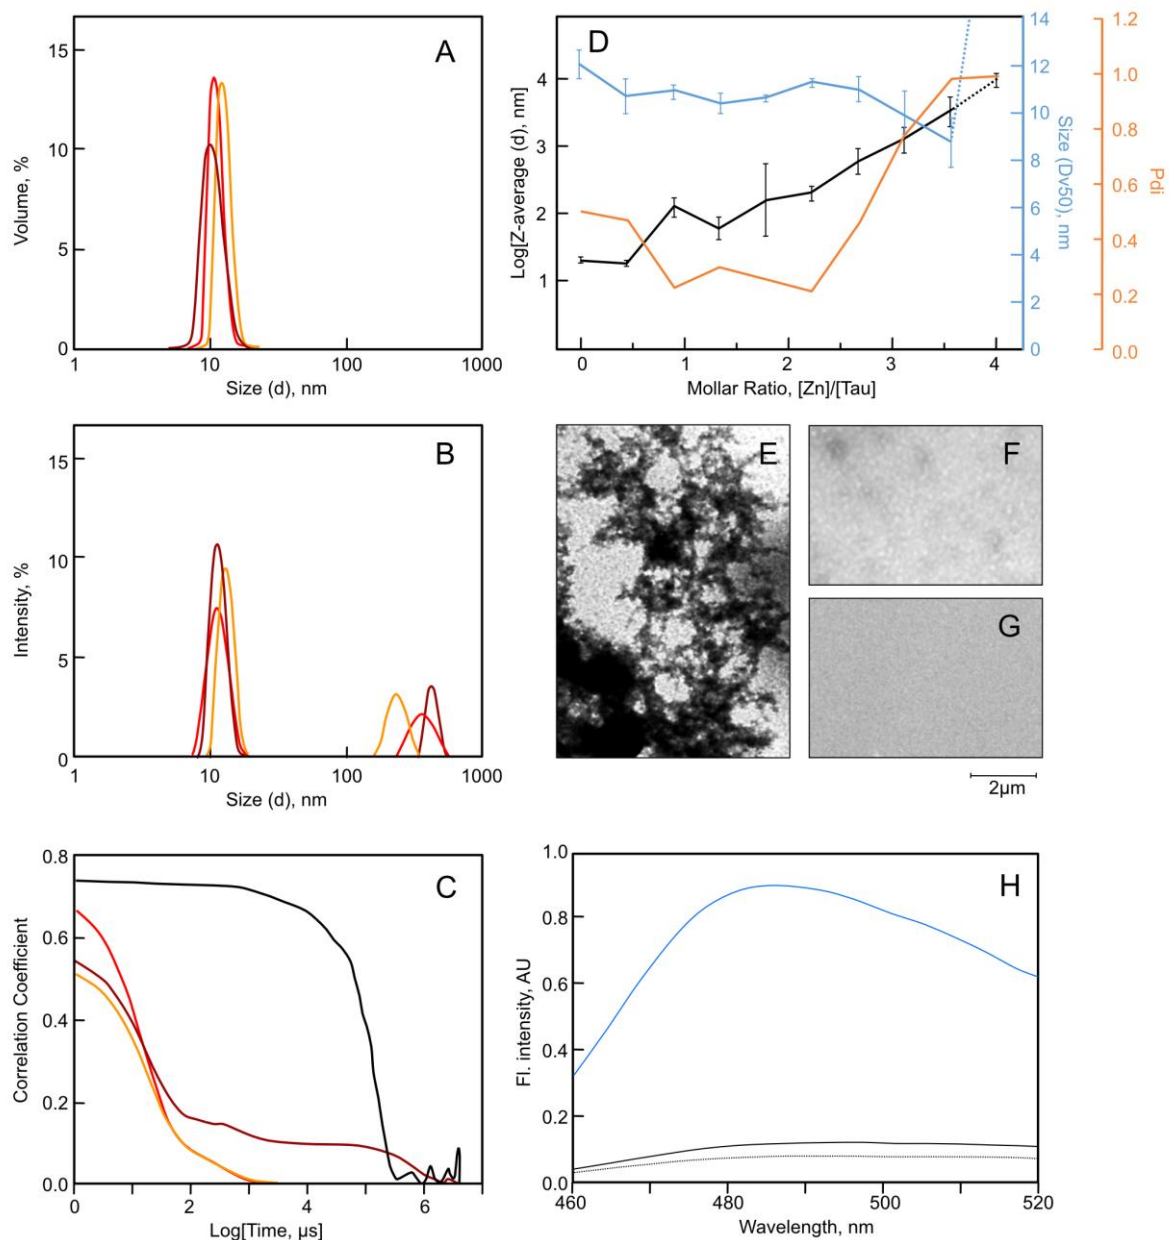 A
15
10
5
0
Volume, %
1
10
100
1000
Size (d), nm
D
4
3
2
1
Log[Z-average (d), nm]
0
1
2
3
4
Mollar Ratio, [Zn]/[Tau]
14
12
10
8
6
4
2
0
Size (Dv50), nm
1.2
1.0
0.8
0.6
0.4
0.2
0.0
Pdi
B
15
10
5
0
Intensity, %
1
10
100
1000
Size (d), nm
E
F
G
2µm
C
0.8
0.6
0.4
0.2
0.0
Correlation Coefficient
0
2
4
6
Log[Time, µs]
H
1.0
0.8
0.6
0.4
0.2
0.0
Fl. intensity, AU
460
480
500
520
Wavelength, nm